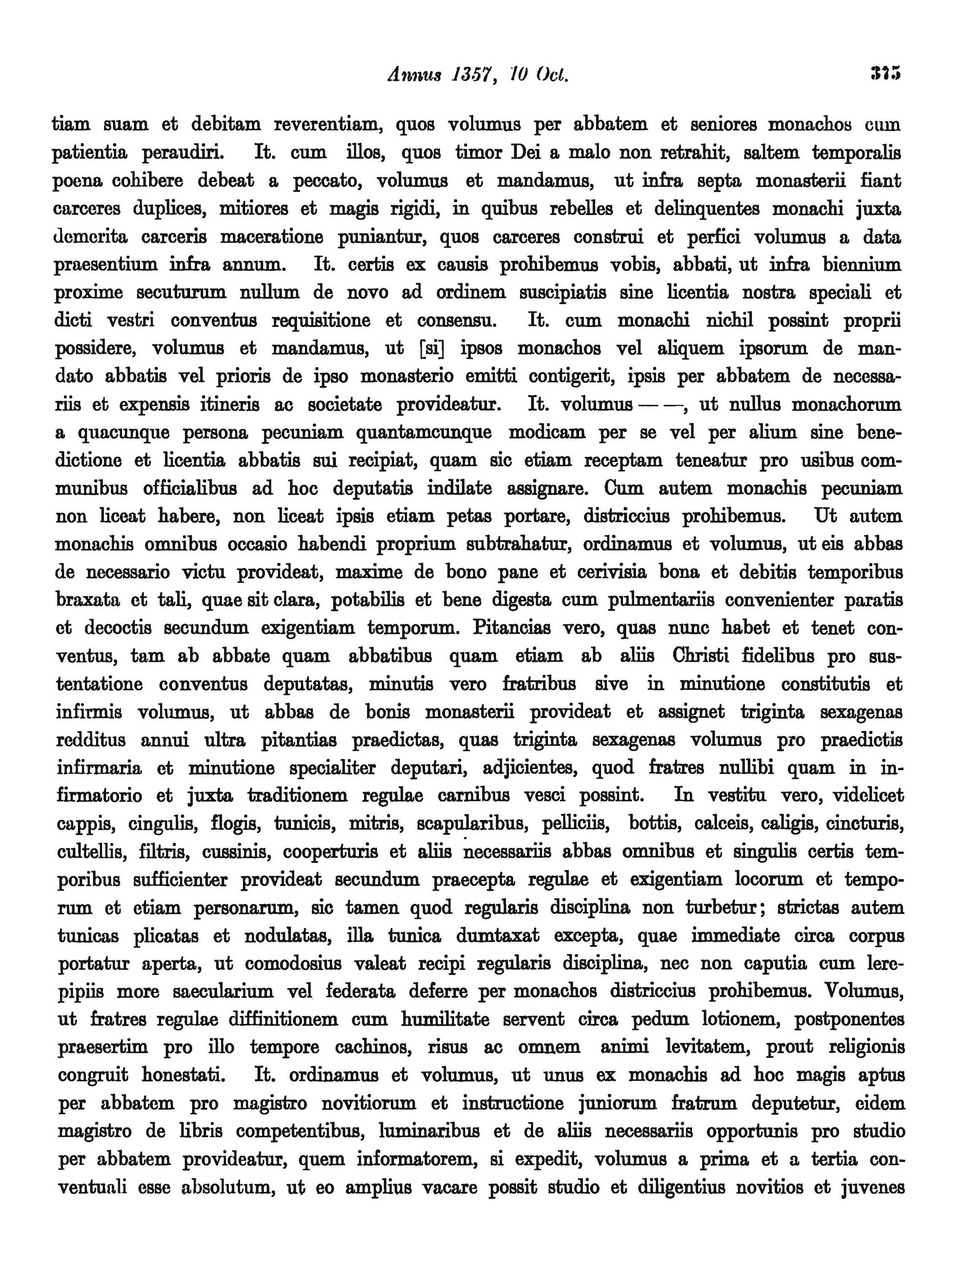 Annus 1357, 10 Oct. 375
tiam suam et debitam reverentiam, quos volumus per abbatem et seniores monachos cum
patientia peraudiri. It. cum illos, quos timor Dei a malo non retrahit, saltem temporalis
poena cohibere debeat a peccato, volumus et mandamus, ut infra septa monasterii fiant
carceres duplices, mitiores et magis rigidi, in quibus rebelles et delinquentes monachi juxta
demerita carceris maceratione puniantur, quos carceres construi et perfici volumus a data
praesentium infra annum. It. certis ex causis prohibemus vobis, abbati, ut infra biennium
proxime secuturum nullum de novo ad ordinem suscipiatis sine licentia nostra speciali et
dicti vestri conventus requisitione et consensu. It. cum monachi nichil possint proprii
possidere, volumus et mandamus, ut [si] ipsos monachos vel aliquem ipsorum de man-
dato abbatis vel prioris de ipso monasterio emitti contigerit, ipsis per abbatem de necessa-
riis et expensis itineris ac societate provideatur. It. volumus — —, ut nullus monachorum
a quacunque persona pecuniam quantamcunque modicam per se vel per alium sine bene-
dictione et licentia abbatis sui recipiat, quam sic etiam receptam teneatur pro usibus com-
munibus officialibus ad hoc deputatis indilate assignare. Cum autem monachis pecuniam
non liceat habere, non liceat ipsis etiam petas portare, districcius prohibemus. Ut autem
monachis omnibus occasio habendi proprium subtrahatur, ordinamus et volumus, ut eis abbas
de necessario victu provideat, maxime de bono pane et cerivisia bona et debitis temporibus
braxata et tali, quae sit clara, potabilis et bene digesta cum pulmentariis convenienter paratis
et decoctis secundum exigentiam temporum. Pitancias vero, quas nunc habet et tenet con-
ventus, tam ab abbate quam abbatibus quam etiam ab aliis Christi fidelibus pro sus-
tentatione conventus deputatas, minutis vero fratribus sive in minutione constitutis et
infirmis volumus, ut abbas de bonis monasterii provideat et assignet triginta sexagenas
redditus annui ultra pitantias praedictas, quas triginta sexagenas volumus pro praedictis
infirmaria et minutione specialiter deputari, adjicientes, quod fratres nullibi quam in in-
firmatorio et juxta traditionem regulae carnibus vesci possint. In vestitu vero, videlicet
cappis, cingulis, flogis, tunicis, mitris, scapularibus, pelliciis, bottis, calceis, caligis, cincturis,
cultellis, filtris, cussinis, cooperturis et aliis necessariis abbas omnibus et singulis certis tem-
poribus sufficienter provideat secundum praecepta regulae et exigentiam locorum et tempo-
rum et etiam personarum, sic tamen quod regularis disciplina non turbetur; strictas autem
tunicas plicatas et nodulatas, illa tunica dumtaxat excepta, quae immediate circa corpus
portatur aperta, ut comodosius valeat recipi regularis disciplina, nec non caputia cum lere-
pipiis more saecularium vel federata deferre per monachos districcius prohibemus. Volumus,
ut fratres regulae diffinitionem cum humilitate servent circa pedum lotionem, postponentes
praesertim pro illo tempore cachinos, risus ac omnem animi levitatem, prout religionis
congruit honestati. It. ordinamus et volumus, ut unus ex monachis ad hoc magis aptus
per abbatem pro magistro novitiorum et instructione juniorum fratrum deputetur, eidem
magistro de libris competentibus, luminaribus et de aliis necessariis opportunis pro studio
per abbatem provideatur, quem informatorem, si expedit, volumus a prima et a tertia con-
ventuali esse absolutum, ut eo amplius vacare possit studio et diligentius novitios et juvenes